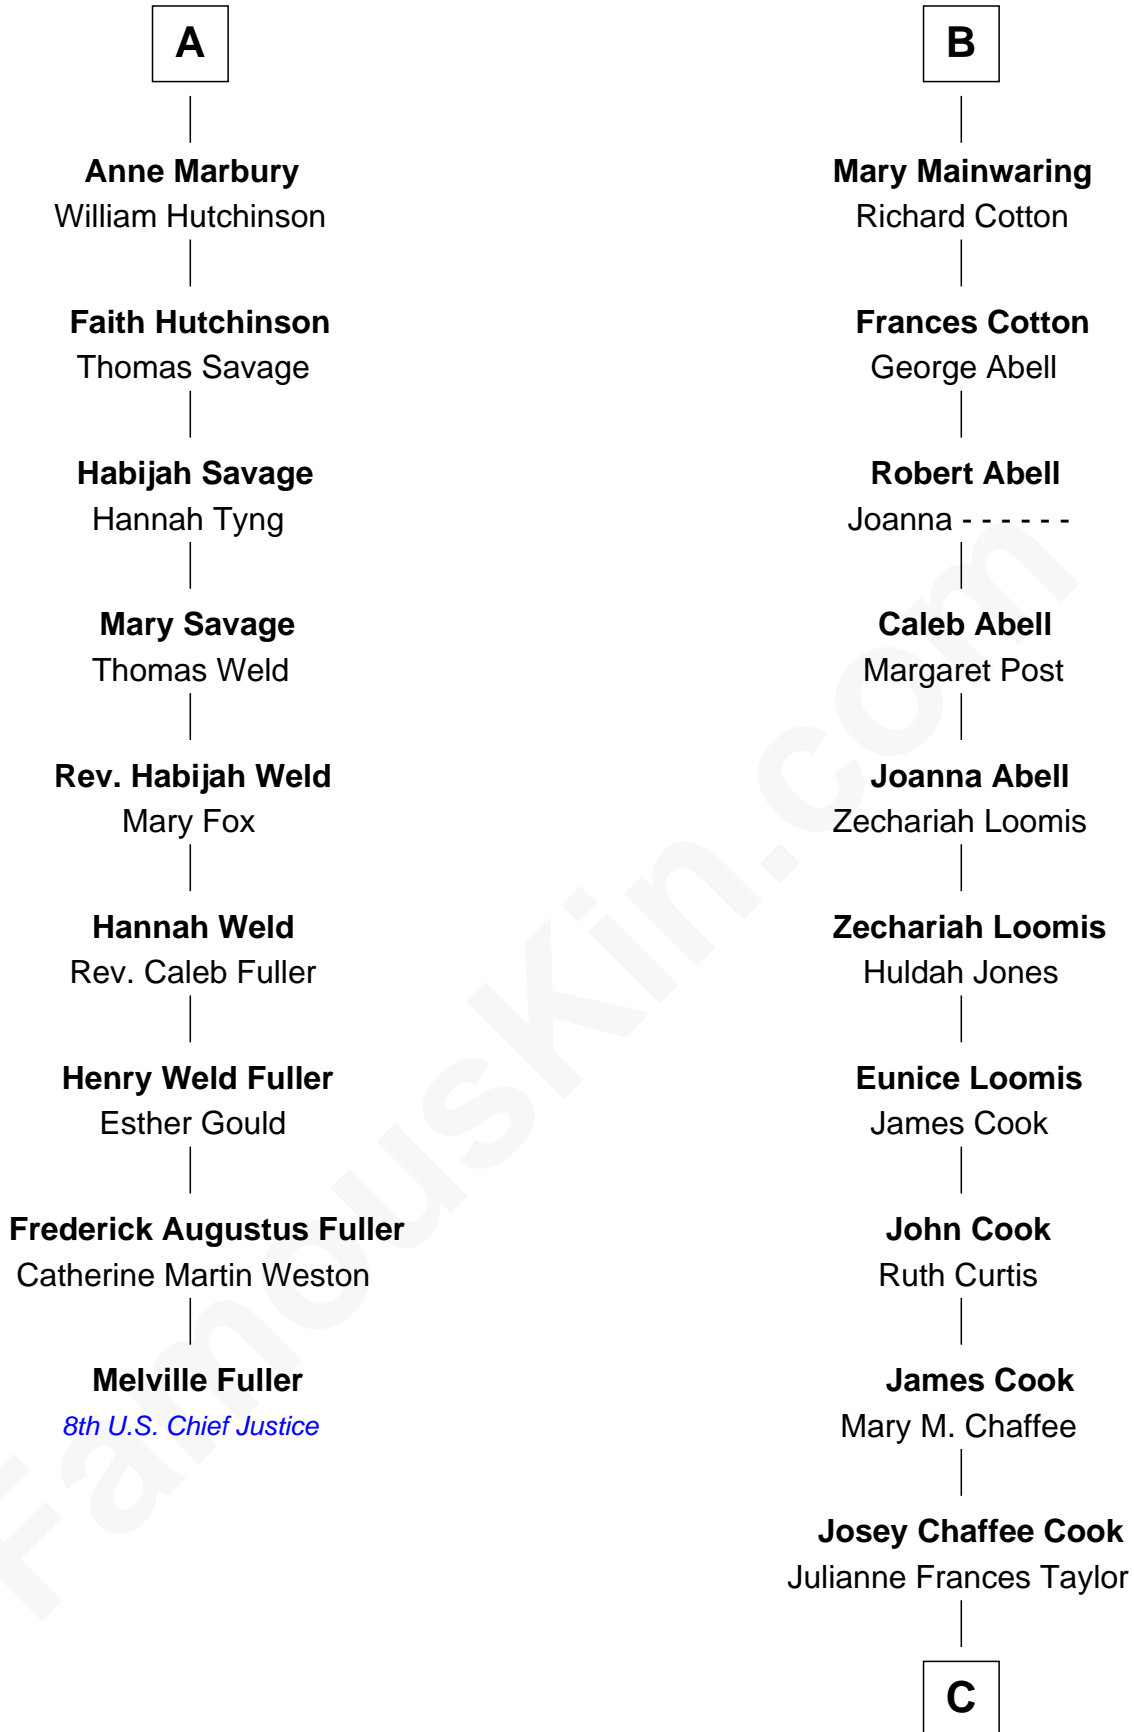 A
Anne Marbury
William Hutchinson
Faith Hutchinson
Thomas Savage
Habijah Savage
Hannah Tyng
Mary Savage
Thomas Weld
Rev. Habijah Weld
Mary Fox
Hannah Weld
Rev. Caleb Fuller
Henry Weld Fuller
Esther Gould
Frederick Augustus Fuller
Catherine Martin Weston
Melville Fuller
8th U.S. Chief Justice
B
Mary Mainwaring
Richard Cotton
Frances Cotton
George Abell
Robert Abell
Joanna - - - - - -
Caleb Abell
Margaret Post
Joanna Abell
Zechariah Loomis
Zechariah Loomis
Huldah Jones
Eunice Loomis
James Cook
John Cook
Ruth Curtis
James Cook
Mary M. Chaffee
Josey Chaffee Cook
Julianne Frances Taylor
C
FamousKin.com